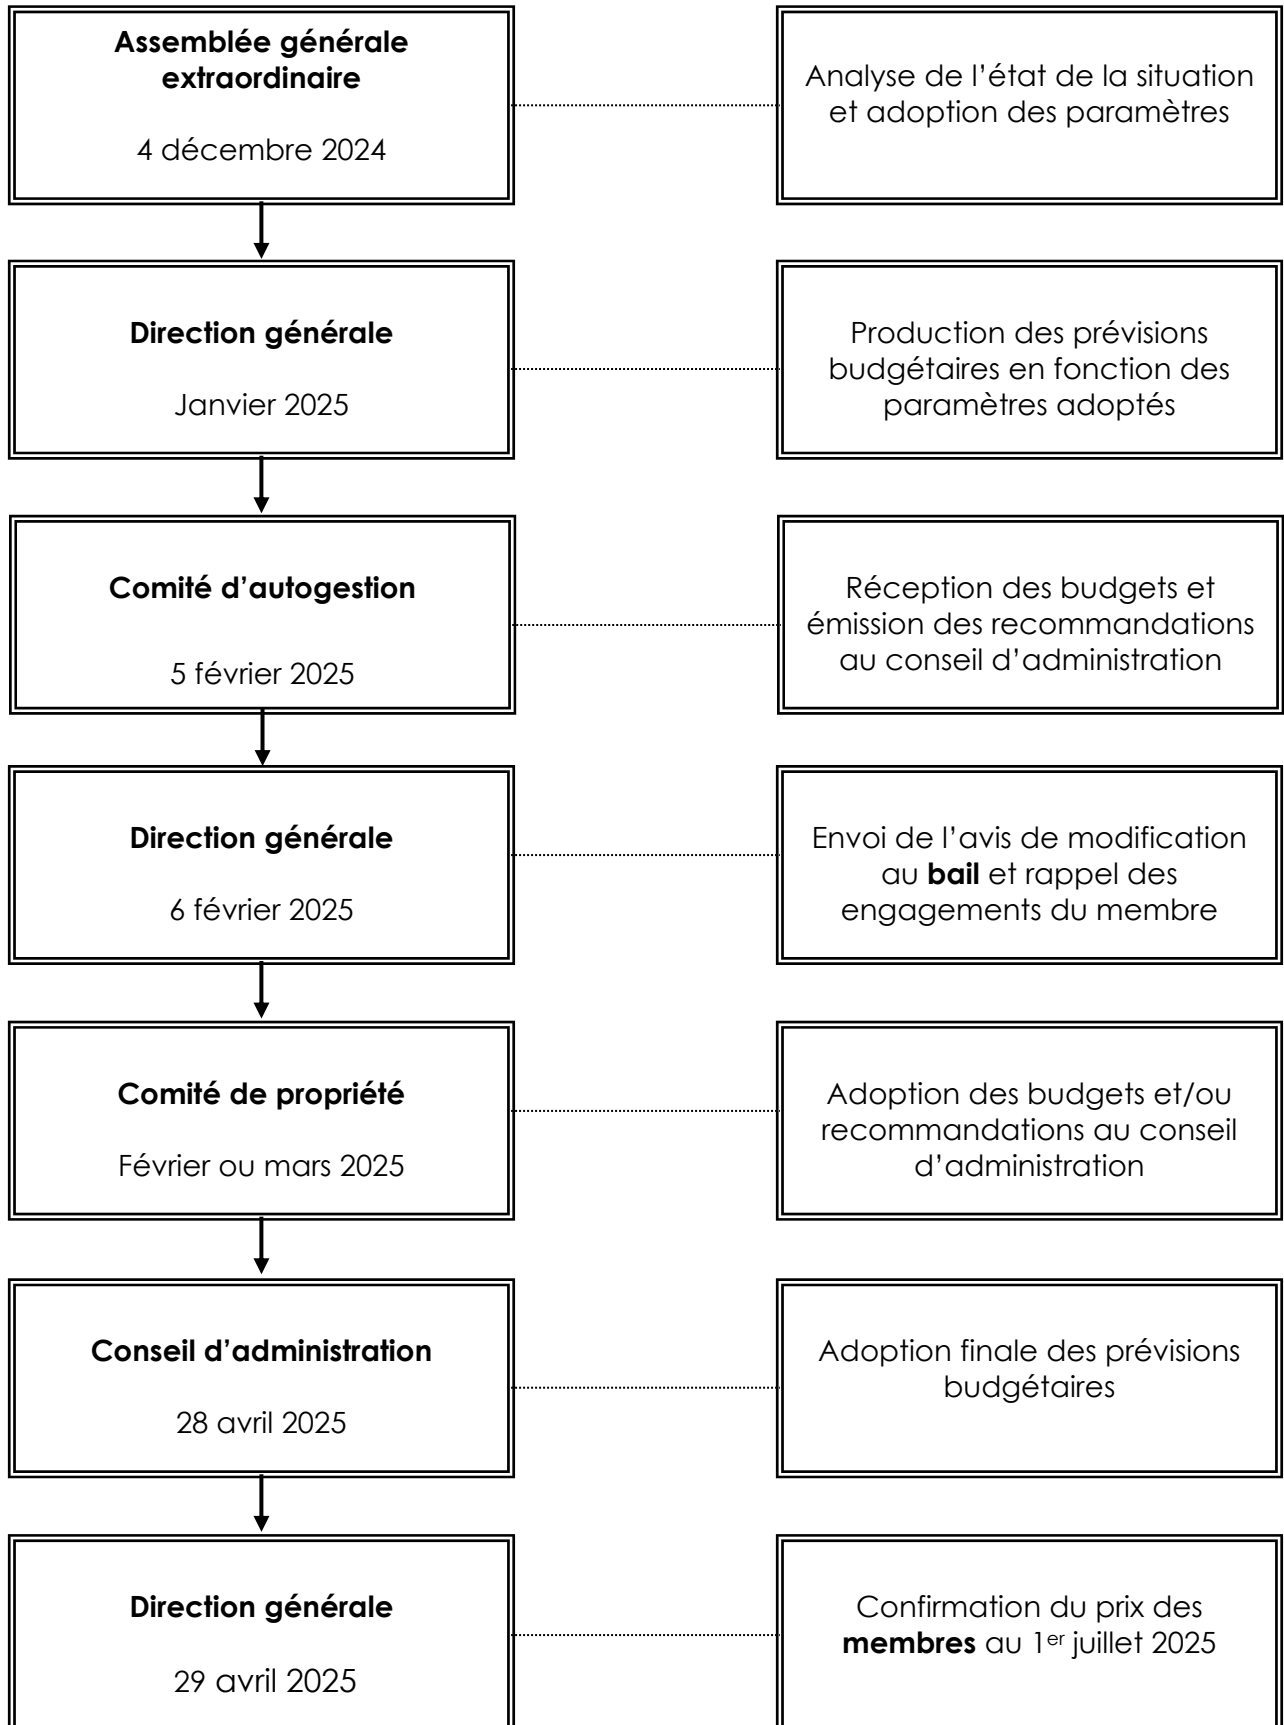 Assemblée générale
extraordinaire
4 décembre 2024
Analyse de l’état de la situation
et adoption des paramètres
Direction générale
Janvier 2025
Production des prévisions
budgétaires en fonction des
paramètres adoptés
Comité d’autogestion
5 février 2025
Réception des budgets et
émission des recommandations
au conseil d’administration
Direction générale
6 février 2025
Envoi de l’avis de modification
au bail et rappel des
engagements du membre
Comité de propriété
Février ou mars 2025
Adoption des budgets et/ou
recommandations au conseil
d’administration
Conseil d’administration
28 avril 2025
Adoption finale des prévisions
budgétaires
Direction générale
29 avril 2025
Confirmation du prix des
membres au 1er juillet 2025